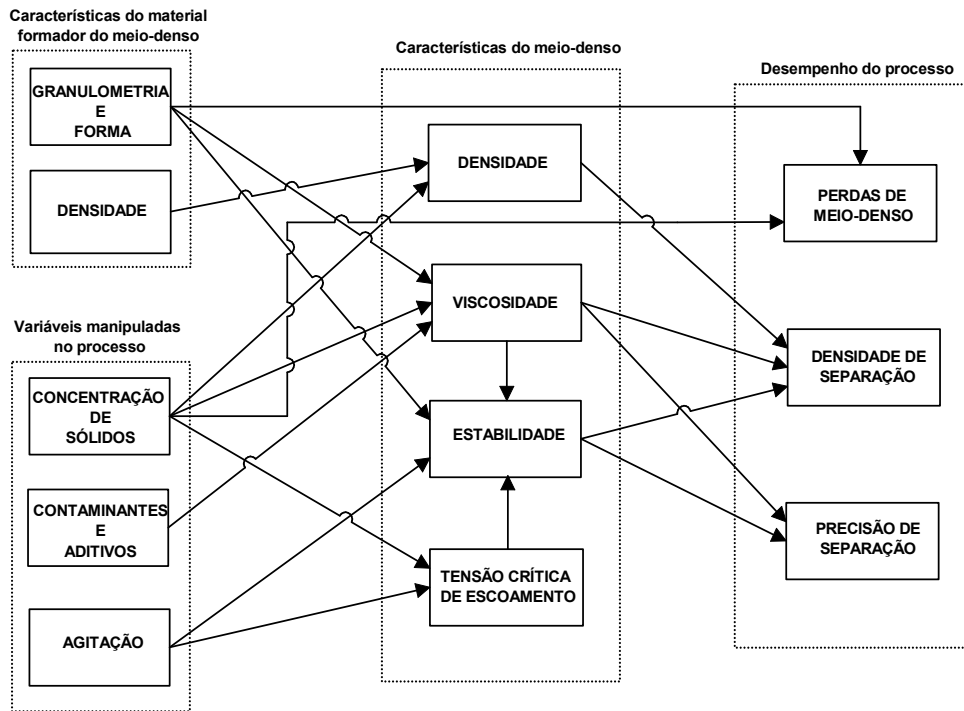 Características do material
formador do meio-denso
GRANULOMETRIA
E
FORMA
DENSIDADE
Variáveis manipuladas
no processo
CONCENTRAÇÃO
DE
SÓLIDOS
CONTAMINANTES
E
ADITIVOS
AGITAÇÃO
Características do meio-denso
DENSIDADE
VISCOSIDADE
ESTABILIDADE
TENSÃO CRÍTICA
DE ESCOAMENTO
Desempenho do processo
PERDAS DE
MEIO-DENSO
DENSIDADE DE
SEPARAÇÃO
PRECISÃO DE
SEPARAÇÃO